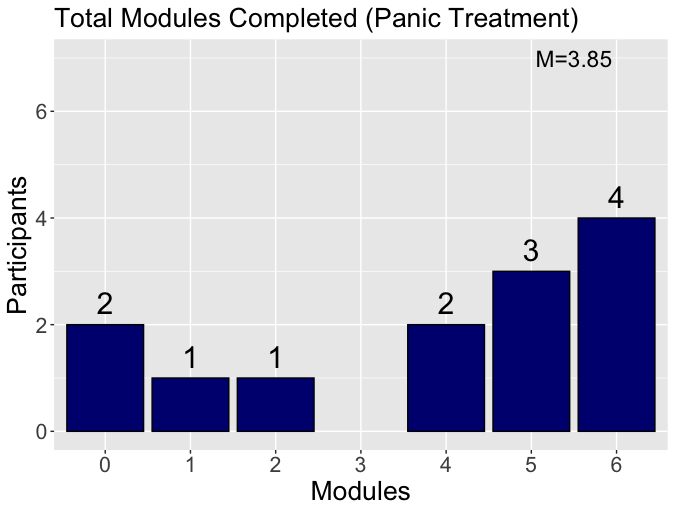 Total Modules Completed (Panic Treatment)
M=3.85
6
4
2
0
Participants
2
1
1
2
3
4
0 1 2 3 4 5 6
Modules